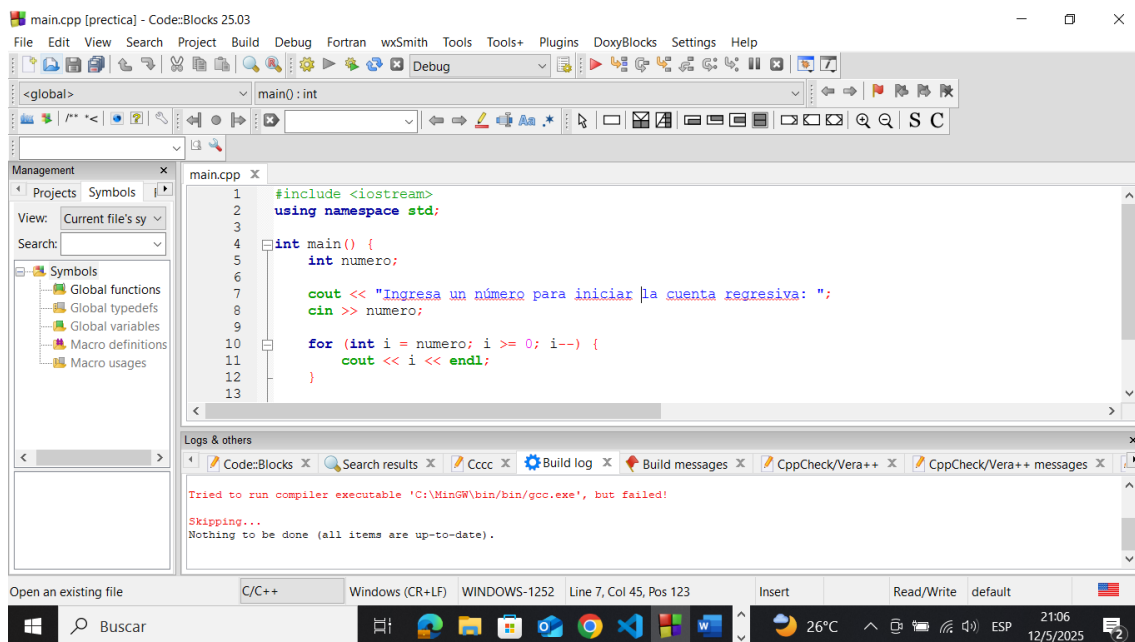 main.cpp [prectica] - Code::Blocks 25.03
File Edit View Search Project Build Debug Fortran wxSmith Tools Tools+ Plugins DoxyBlocks Settings Help
Debug
<global> main() : int
/** *<
Aa .* S C
Management
Projects Symbols
View: Current file's sy
Search:
Symbols
Global functions
Global typedefs
Global variables
Macro definitions
Macro usages
main.cpp
1 #include <iostream>
2 using namespace std;
3
4 int main() {
5 int numero;
6
7 cout << "Ingresa un número para iniciar la cuenta regresiva: ";
8 cin >> numero;
9
10 for (int i = numero; i >= 0; i--) {
11 cout << i << endl;
12 }
13
Logs & others
Code::Blocks Search results Cccc Build log Build messages CppCheck/Vera++ CppCheck/Vera++ messages
Tried to run compiler executable 'C:\MinGW\bin/bin/gcc.exe', but failed!
Skipping...
Nothing to be done (all items are up-to-date).
Open an existing file C/C++ Windows (CR+LF) WINDOWS-1252 Line 7, Col 45, Pos 123 Insert Read/Write default
Buscar 26°C ESP 21:06
12/5/2025 2